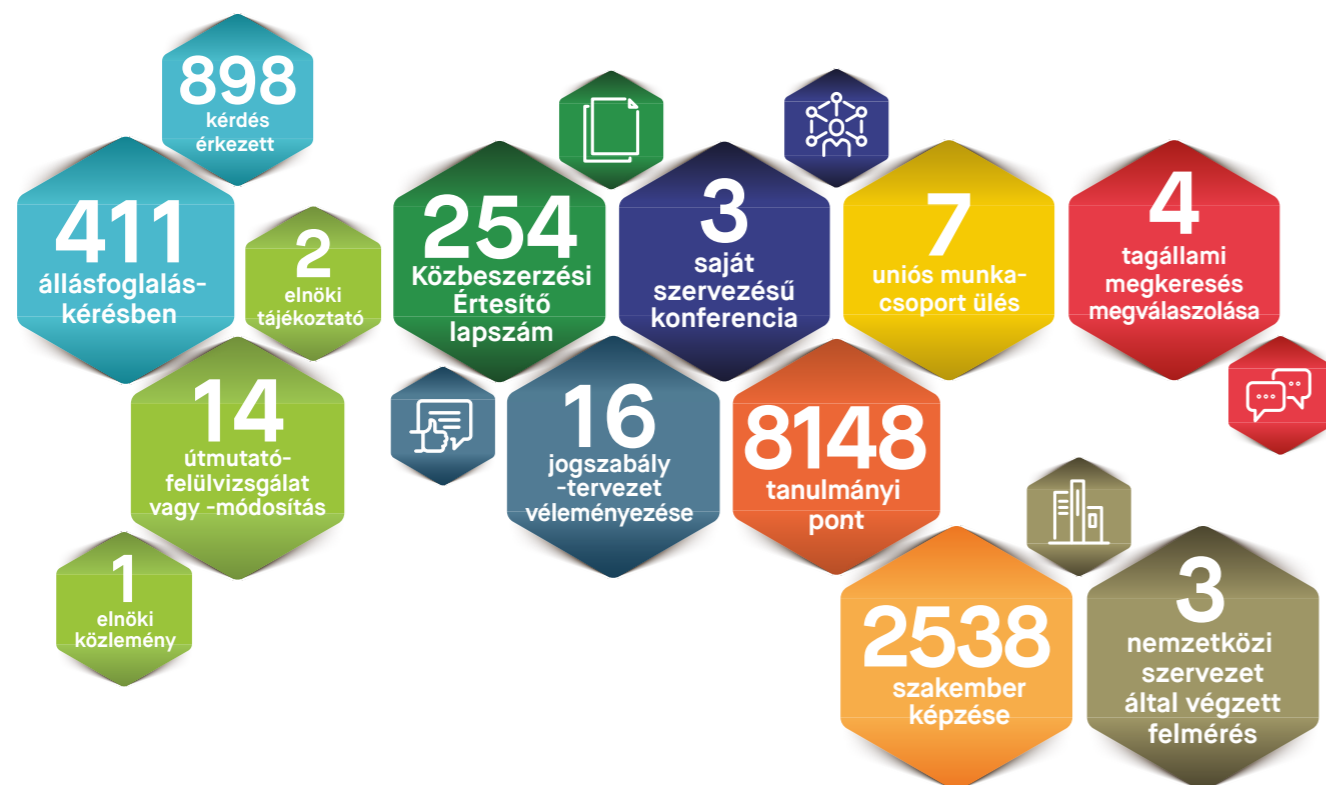 898
kérdés
érkezett
411
állásfoglalás-
kérésben
2
elnöki
tájékoztató
14
útmutató-
felülvizsgálat
vagy -módosítás
1
elnöki
közlemény
254
Közbeszerzési
Értesítő
lapszám
3
saját
szervezésű
konferencia
7
uniós munka-
csoport ülés
4
tagállami
megkeresés
megválaszolása
16
jogszabály
-tervezet
véleményezése
8148
tanulmányi
pont
2538
szakember
képzése
3
nemzetközi
szervezet
által végzett
felmérés